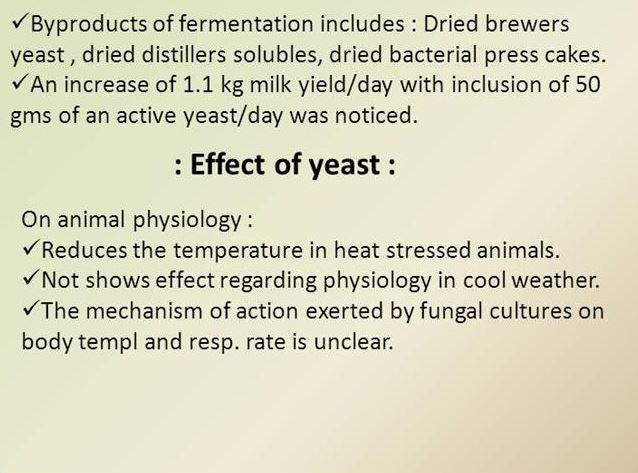 ✓Byproducts of fermentation includes : Dried brewers
yeast , dried distillers solubles, dried bacterial press cakes.
✓An increase of 1.1 kg milk yield/day with inclusion of 50
gms of an active yeast/day was noticed.
: Effect of yeast :
On animal physiology :
✓Reduces the temperature in heat stressed animals.
✓Not shows effect regarding physiology in cool weather.
✓The mechanism of action exerted by fungal cultures on
body templ and resp. rate is unclear.